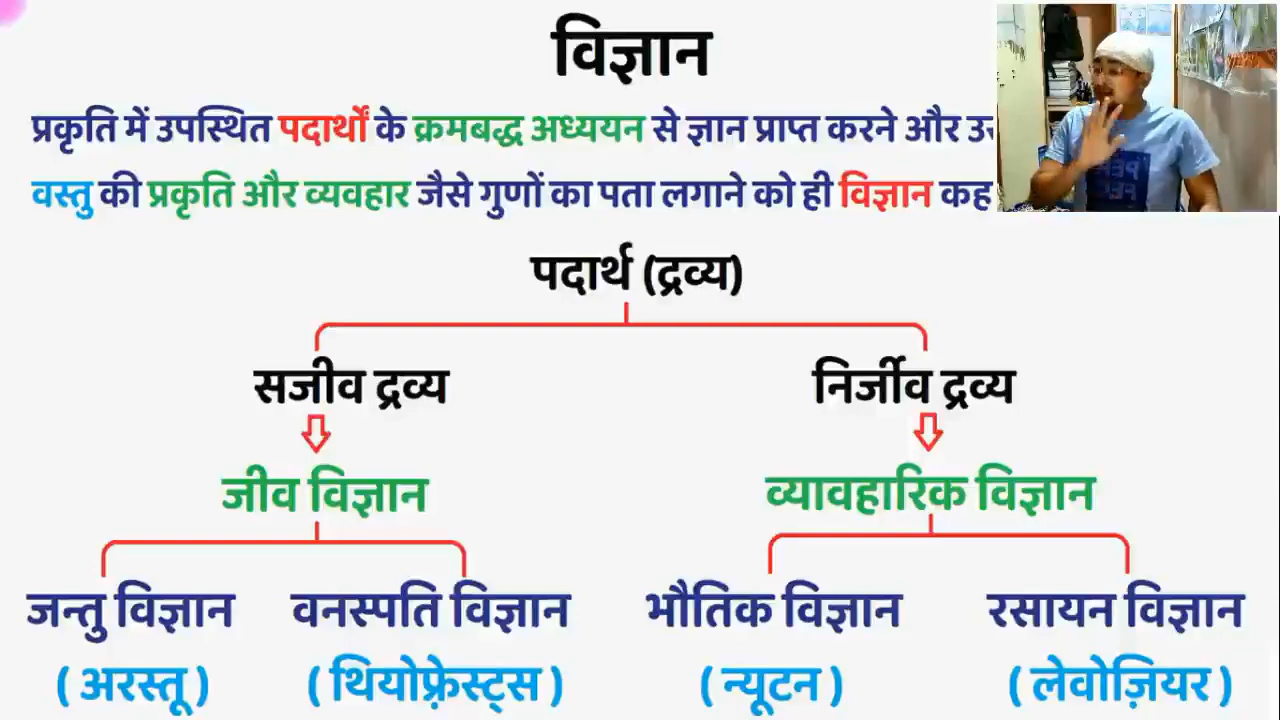 विज्ञान
प्रकृति में उपस्थित पदार्थों के क्रमबद्ध अध्ययन से ज्ञान प्राप्त करने और
वस्तु की प्रकृति और व्यवहार जैसे गुणों का पता लगाने को ही विज्ञान कह
पदार्थ (द्रव्य)
सजीव द्रव्य निर्जीव द्रव्य
जीव विज्ञान व्यावहारिक विज्ञान
जन्तु विज्ञान वनस्पति विज्ञान भौतिक विज्ञान रसायन विज्ञान
( अरस्तू ) ( थियोफ़्रेस्ट्स ) ( न्यूटन ) ( लेवोज़ियर )